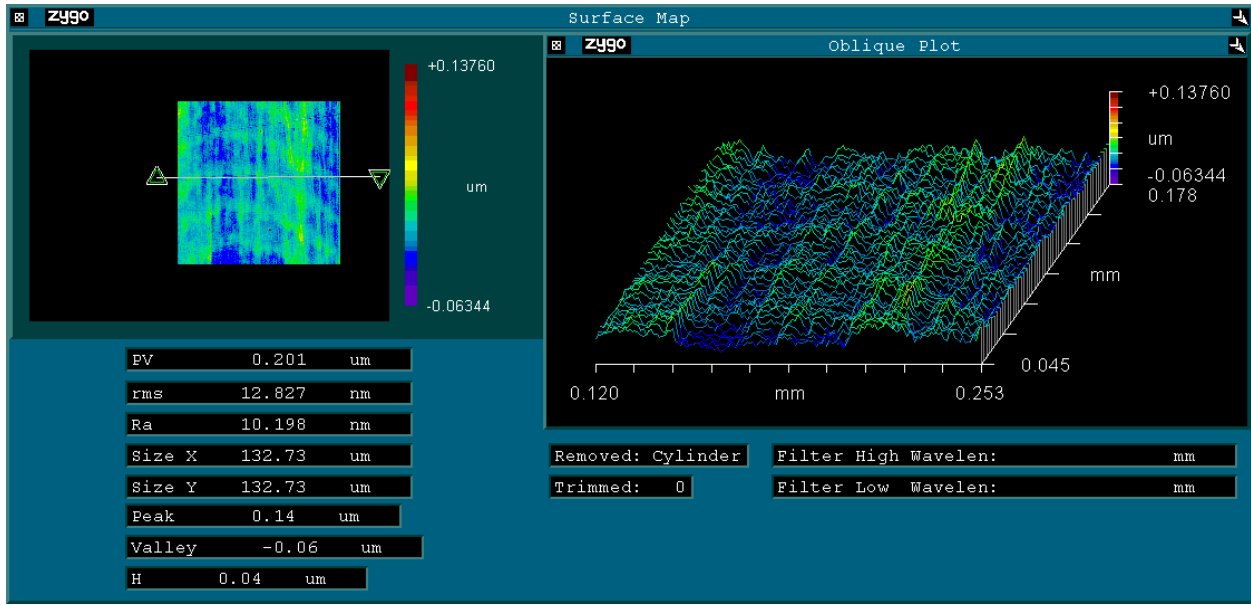 zygo Surface Map
+0.13760
um
-0.06344
zygo Oblique Plot
+0.13760
um
-0.06344
0.178
mm
0.045
0.120 mm 0.253
PV 0.201 um
rms 12.827 nm
Ra 10.198 nm
Size X 132.73 um
Size Y 132.73 um
Peak 0.14 um
Valley -0.06 um
H 0.04 um
Removed: Cylinder
Trimmed: 0
Filter High Wavelen: mm
Filter Low Wavelen: mm